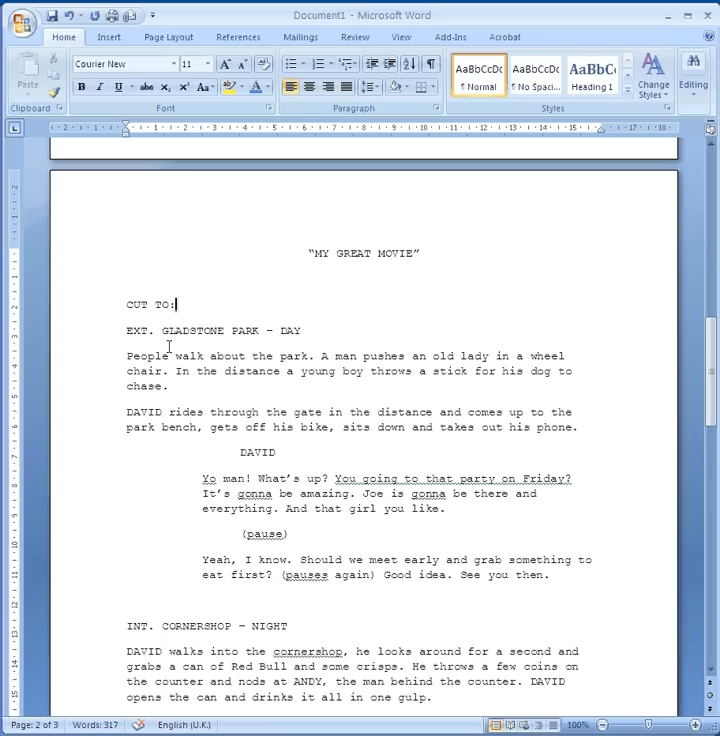 Document1 - Microsoft Word
Home Insert Page Layout References Mailings Review View Add-Ins Acrobat
Paste
Courier New 11
B I U abc X₂ X² Aa
AaBbCcDc AaBbCcDc AaBbCc
¶ Normal ¶ No Spaci... Heading 1
Change Styles
Editing
Clipboard Font Paragraph Styles
“MY GREAT MOVIE”
CUT TO:
EXT. GLADSTONE PARK – DAY
People walk about the park. A man pushes an old lady in a wheel
chair. In the distance a young boy throws a stick for his dog to
chase.
DAVID rides through the gate in the distance and comes up to the
park bench, gets off his bike, sits down and takes out his phone.
DAVID
Yo man! What’s up? You going to that party on Friday?
It’s gonna be amazing. Joe is gonna be there and
everything. And that girl you like.
(pause)
Yeah, I know. Should we meet early and grab something to
eat first? (pauses again) Good idea. See you then.
INT. CORNERSHOP – NIGHT
DAVID walks into the cornershop, he looks around for a second and
grabs a can of Red Bull and some crisps. He throws a few coins on
the counter and nods at ANDY, the man behind the counter. DAVID
opens the can and drinks it all in one gulp.
Page: 2 of 3 Words: 317 English (U.K.) 100%